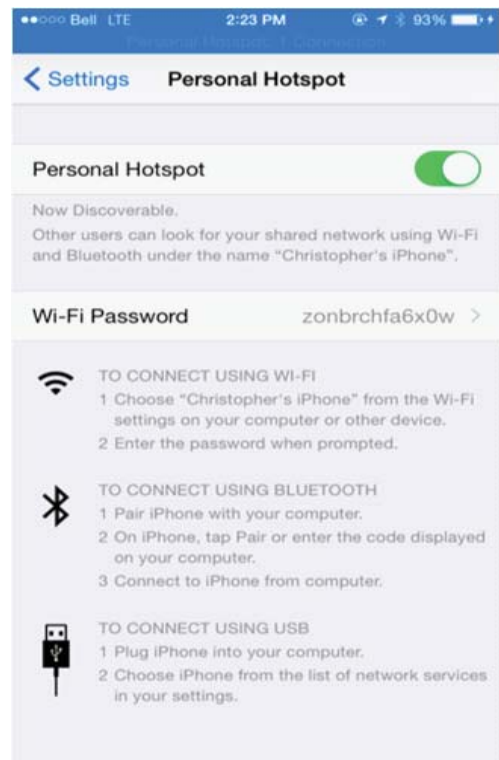 Bell LTE 2:23 PM 93%
Personal Hotspot: 1 Connection
Settings Personal Hotspot
Personal Hotspot
Now Discoverable.
Other users can look for your shared network using Wi-Fi
and Bluetooth under the name “Christopher's iPhone”.
Wi-Fi Password zonbrchfa6x0w
TO CONNECT USING WI-FI
1 Choose “Christopher's iPhone” from the Wi-Fi
settings on your computer or other device.
2 Enter the password when prompted.
TO CONNECT USING BLUETOOTH
1 Pair iPhone with your computer.
2 On iPhone, tap Pair or enter the code displayed
on your computer.
3 Connect to iPhone from computer.
TO CONNECT USING USB
1 Plug iPhone into your computer.
2 Choose iPhone from the list of network services
in your settings.